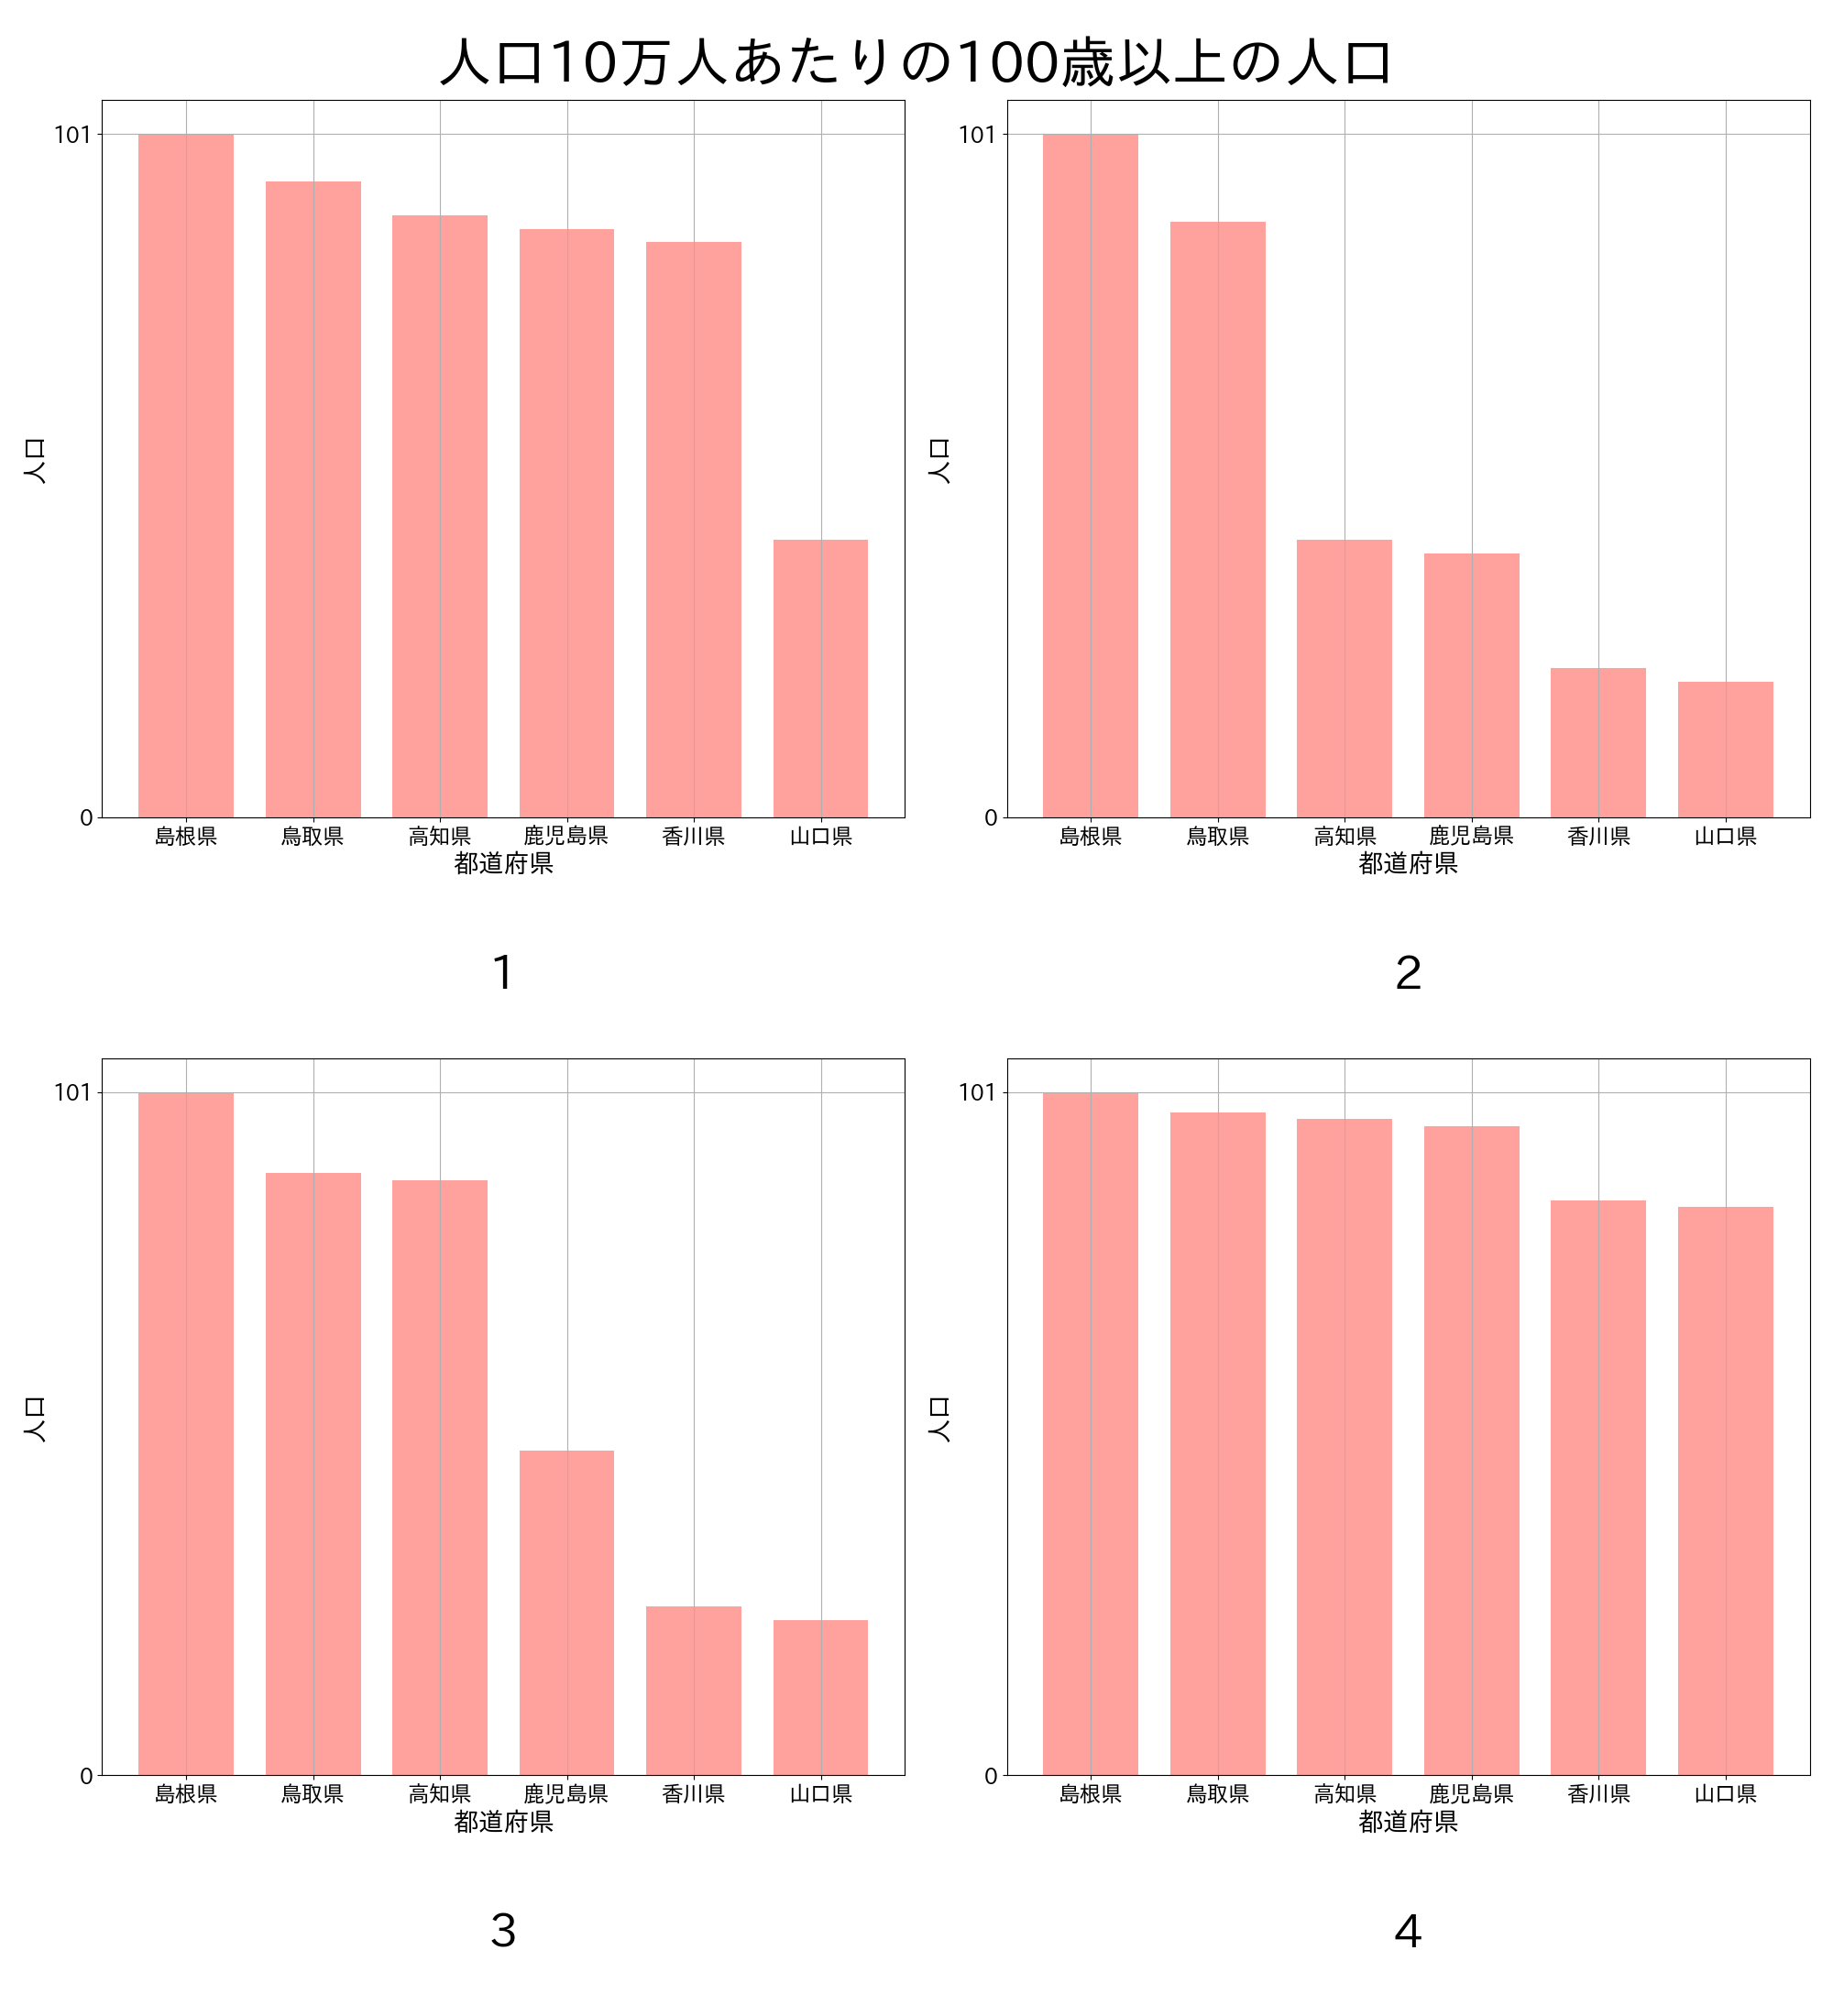 人口10万人あたりの100歳以上の人口
101
0
人口
島根県 鳥取県 高知県 鹿児島県 香川県 山口県
都道府県
1
101
0
人口
島根県 鳥取県 高知県 鹿児島県 香川県 山口県
都道府県
2
101
0
人口
島根県 鳥取県 高知県 鹿児島県 香川県 山口県
都道府県
3
101
0
人口
島根県 鳥取県 高知県 鹿児島県 香川県 山口県
都道府県
4